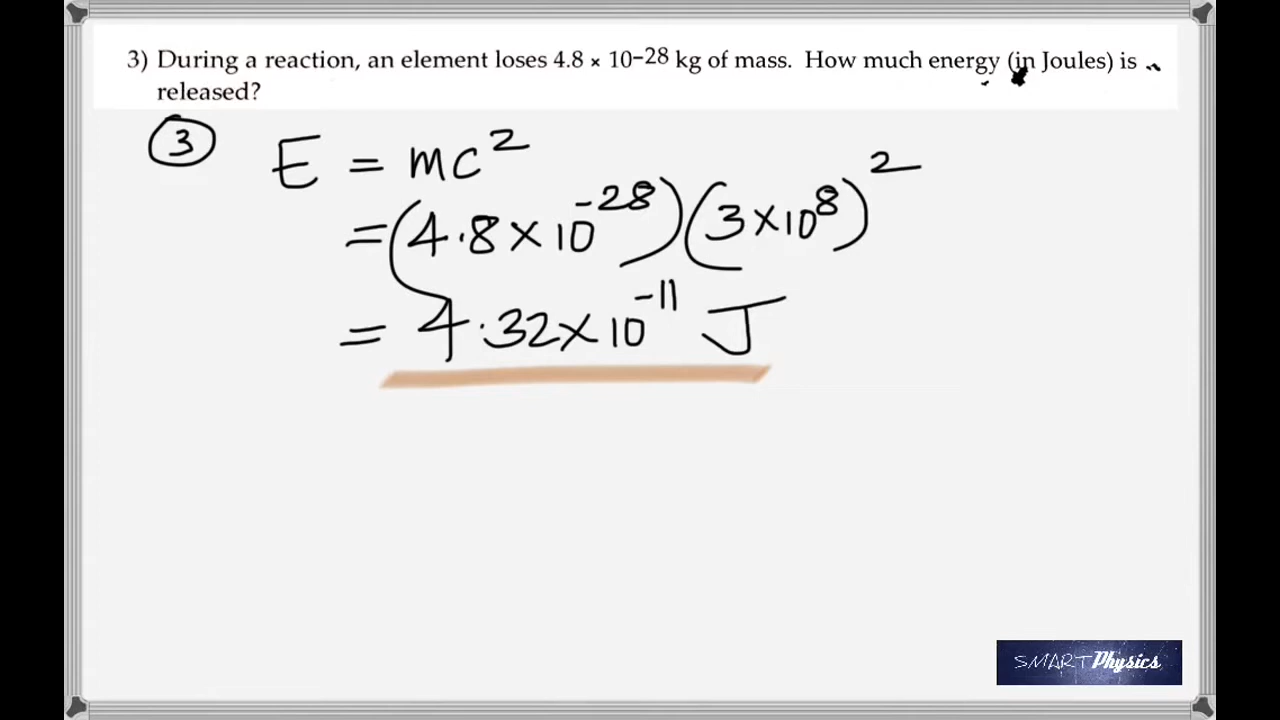 3) During a reaction, an element loses 4.8 × 10−28 kg of mass. How much energy (in Joules) is
released?
3 E = mc²
= (4.8 × 10⁻²⁸)(3 × 10⁸)²
= 4.32 × 10⁻¹¹ J
SMART Physics